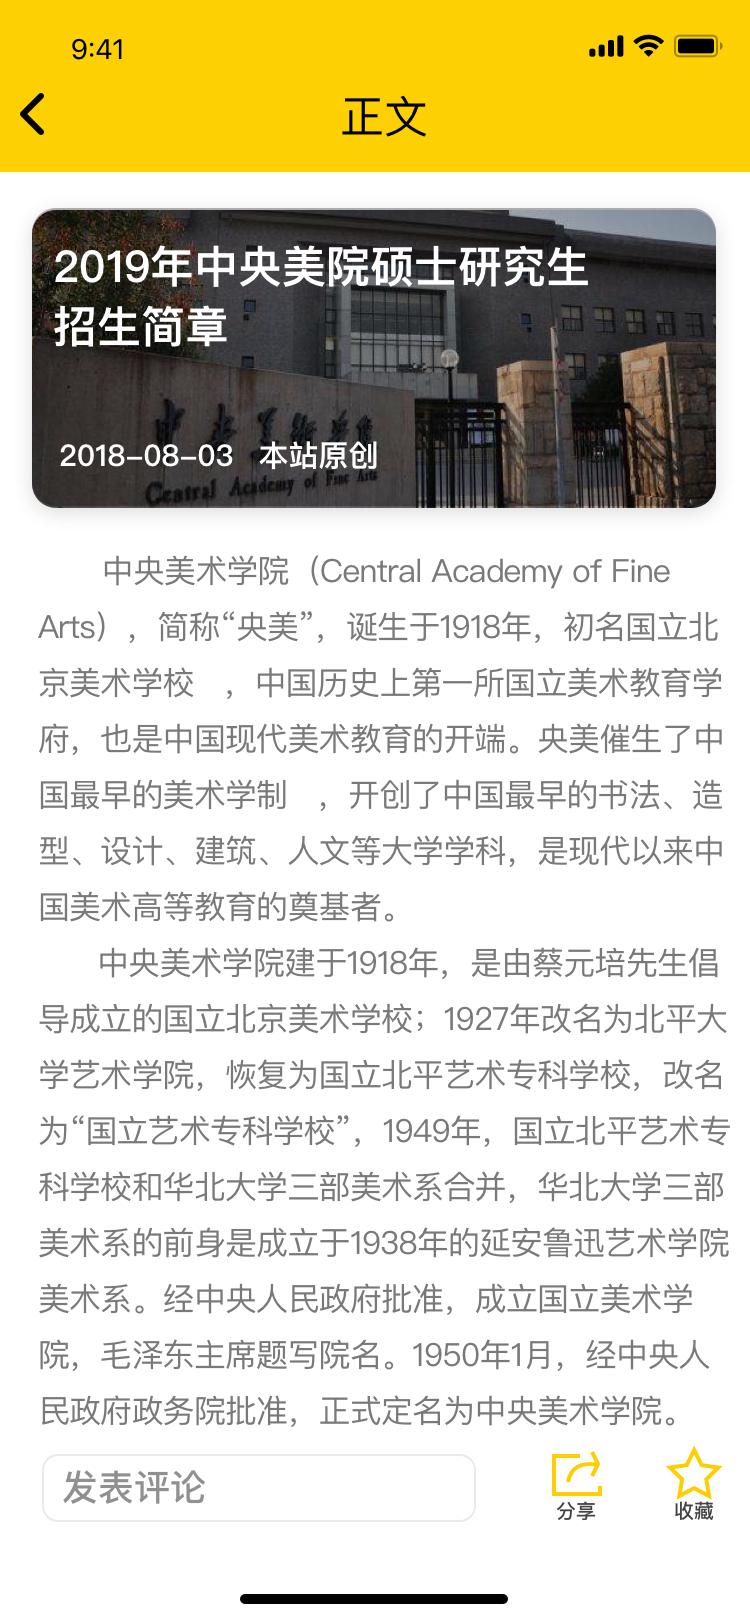 9:41
正文
2019年中央美院硕士研究生
招生简章
中央美术学院
Central Academy of Fine Arts
2018-08-03 本站原创
中央美术学院（Central Academy of Fine
Arts），简称“央美”，诞生于1918年，初名国立北
京美术学校 ，中国历史上第一所国立美术教育学
府，也是中国现代美术教育的开端。央美催生了中
国最早的美术学制 ，开创了中国最早的书法、造
型、设计、建筑、人文等大学学科，是现代以来中
国美术高等教育的奠基者。
中央美术学院建于1918年，是由蔡元培先生倡
导成立的国立北京美术学校；1927年改名为北平大
学艺术学院，恢复为国立北平艺术专科学校，改名
为“国立艺术专科学校”，1949年，国立北平艺术专
科学校和华北大学三部美术系合并，华北大学三部
美术系的前身是成立于1938年的延安鲁迅艺术学院
美术系。经中央人民政府批准，成立国立美术学
院，毛泽东主席题写院名。1950年1月，经中央人
民政府政务院批准，正式定名为中央美术学院。
发表评论
分享
收藏